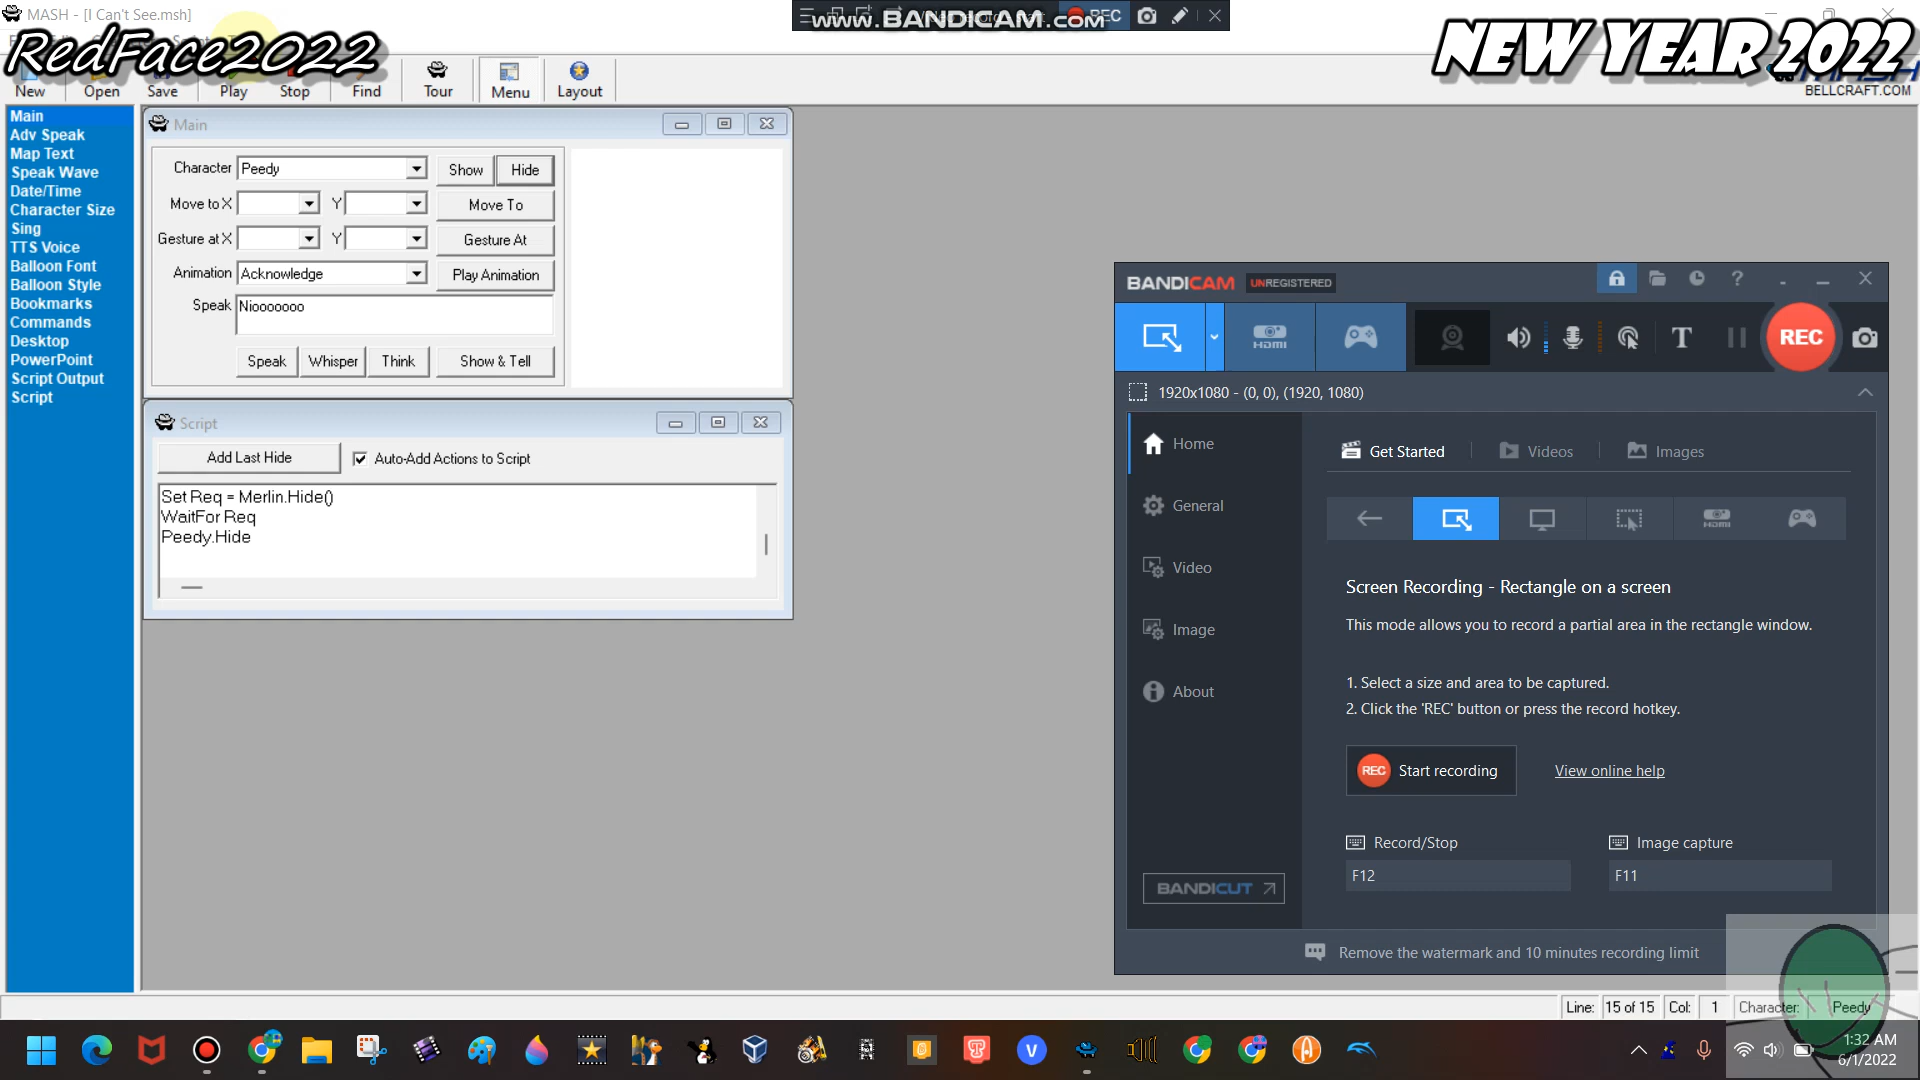 MASH - [I Can't See.msh]
www.BANDICAM.com
REC
RedFace2022
NEW YEAR 2022
New
Open
Save
Play
Stop
Find
Tour
Menu
Layout
BELLCRAFT.COM
Main
Adv Speak
Map Text
Speak Wave
Date/Time
Character Size
Sing
TTS Voice
Balloon Font
Balloon Style
Bookmarks
Commands
Desktop
PowerPoint
Script Output
Script
Main
Character
Peedy
Show
Hide
Move to X
Y
Move To
Gesture at X
Y
Gesture At
Animation
Acknowledge
Play Animation
Speak
Niooooooo
Speak
Whisper
Think
Show & Tell
Script
Add Last Hide
Auto-Add Actions to Script
Set Req = Merlin.Hide()
WaitFor Req
Peedy.Hide
BANDICAM
UNREGISTERED
HDMI
REC
1920x1080 - (0, 0), (1920, 1080)
Home
General
Video
Image
About
BANDICUT
Get Started
Videos
Images
HDMI
Screen Recording - Rectangle on a screen
This mode allows you to record a partial area in the rectangle window.
1. Select a size and area to be captured.
2. Click the 'REC' button or press the record hotkey.
REC
Start recording
View online help
Record/Stop
Image capture
F12
F11
Remove the watermark and 10 minutes recording limit
Line:
15 of 15
Col:
1
Character:
Peedy
1:32 AM
6/1/2022